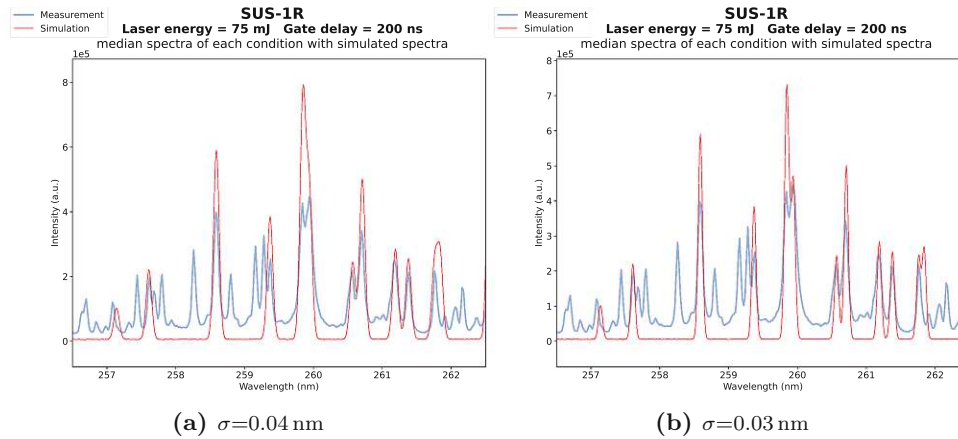 Measurement
Simulation
SUS-1R
Laser energy = 75 mJ Gate delay = 200 ns
median spectra of each condition with simulated spectra
1e5
8
6
4
2
0
Intensity (a.u.)
257 258 259 260 261 262
Wavelength (nm)
(a) σ=0.04 nm
Measurement
Simulation
SUS-1R
Laser energy = 75 mJ Gate delay = 200 ns
median spectra of each condition with simulated spectra
1e5
8
7
6
5
4
3
2
1
0
Intensity (a.u.)
257 258 259 260 261 262
Wavelength (nm)
(b) σ=0.03 nm